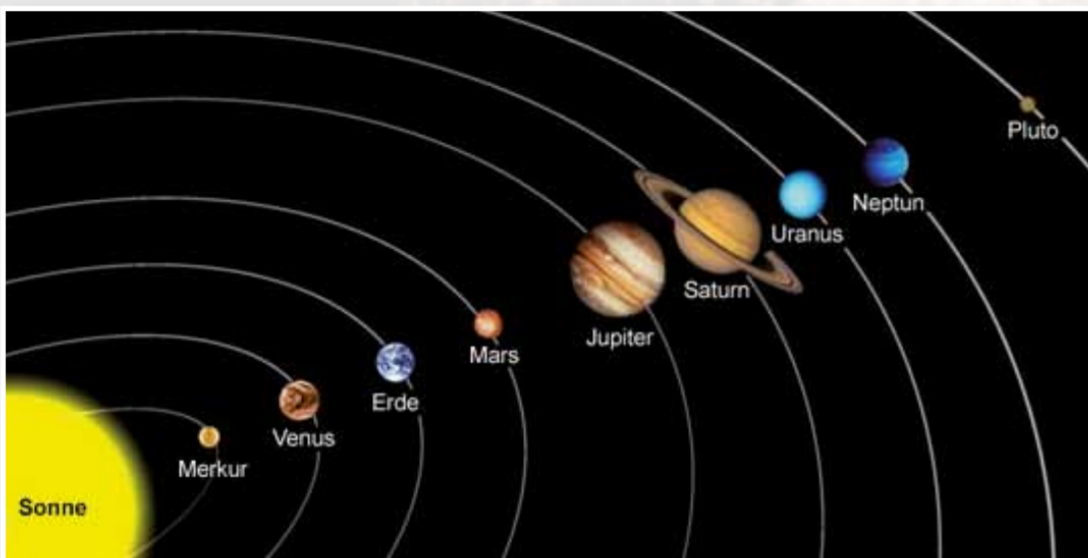 Sonne
Merkur
Venus
Erde
Mars
Jupiter
Saturn
Uranus
Neptun
Pluto